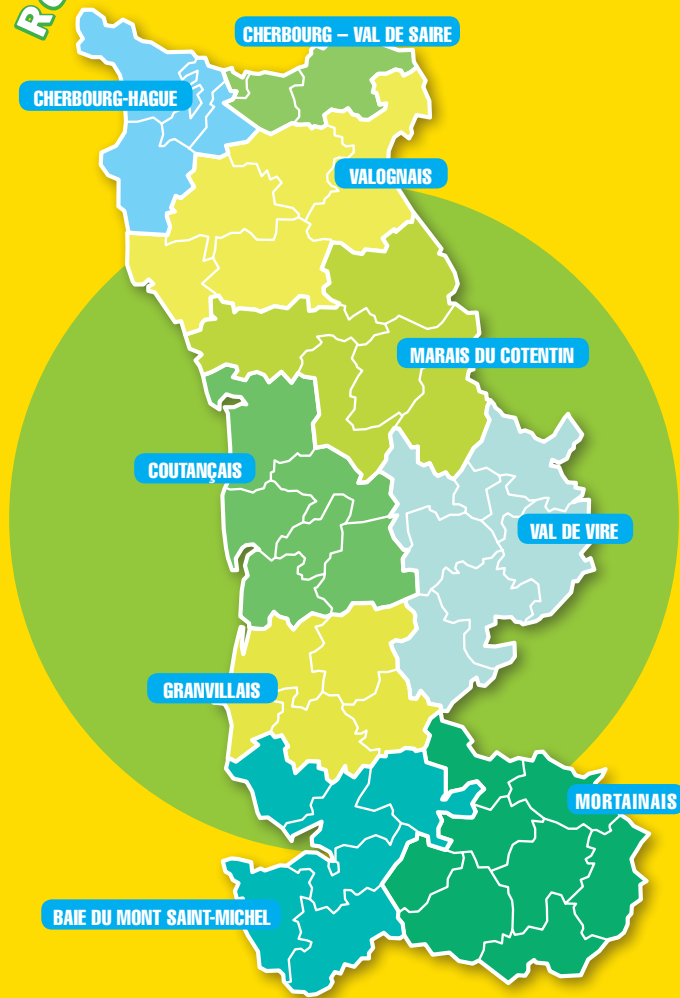 CHERBOURG – VAL DE SAIRE
CHERBOURG-HAGUE
VALOGNAIS
MARAIS DU COTENTIN
COUTANÇAIS
VAL DE VIRE
GRANVILLAIS
MORTAINAIS
BAIE DU MONT SAINT-MICHEL